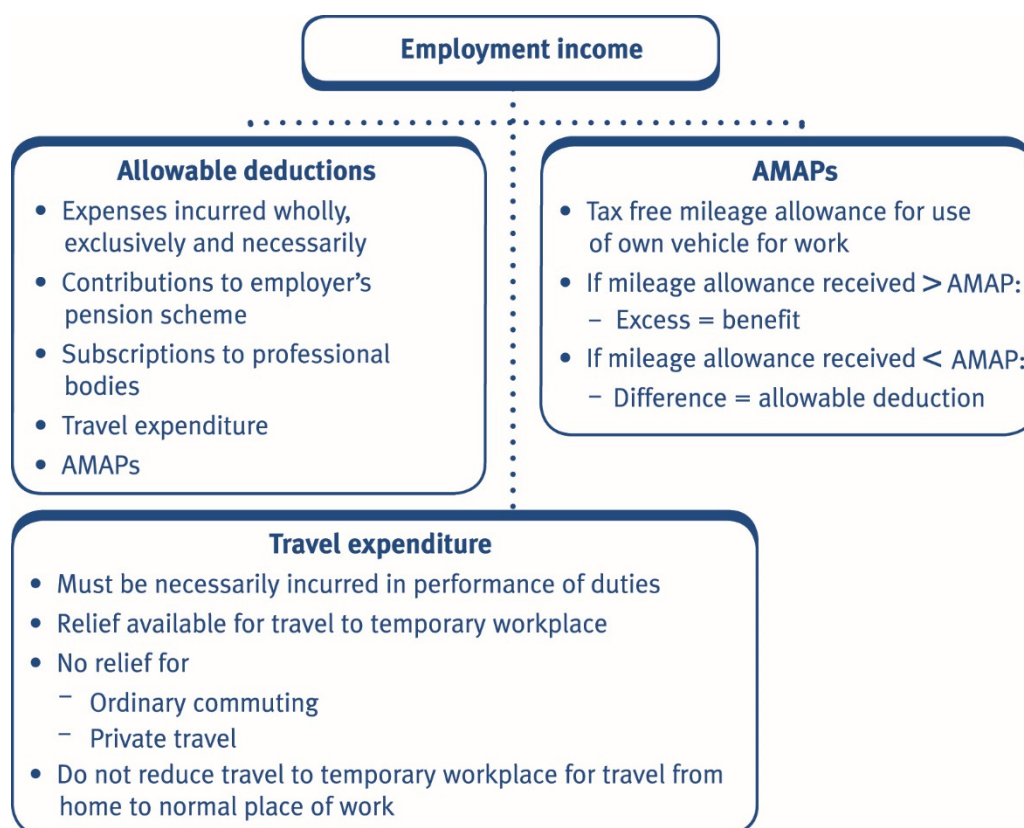 Employment income
Allowable deductions
• Expenses incurred wholly,
exclusively and necessarily
• Contributions to employer's
pension scheme
• Subscriptions to professional
bodies
• Travel expenditure
• AMAPs
AMAPs
• Tax free mileage allowance for use
of own vehicle for work
• If mileage allowance received > AMAP:
– Excess = benefit
• If mileage allowance received < AMAP:
– Difference = allowable deduction
Travel expenditure
• Must be necessarily incurred in performance of duties
• Relief available for travel to temporary workplace
• No relief for
– Ordinary commuting
– Private travel
• Do not reduce travel to temporary workplace for travel from
home to normal place of work